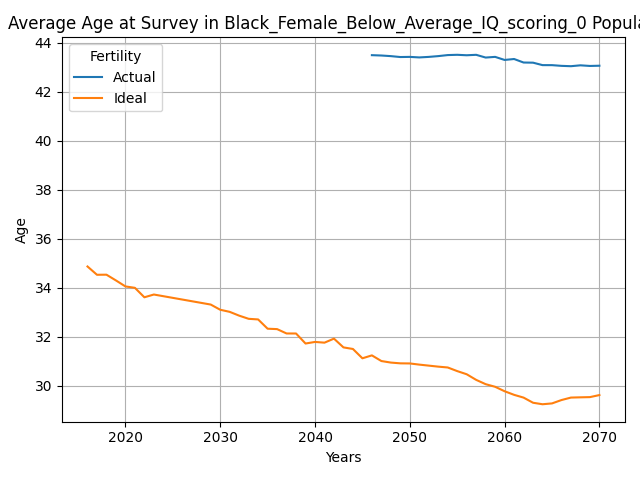 Average Age at Survey in Black_Female_Below_Average_IQ_scoring_0 Popula
44
42
40
38
36
34
32
30
Age
Fertility
Actual
Ideal
2020 2030 2040 2050 2060 2070
Years